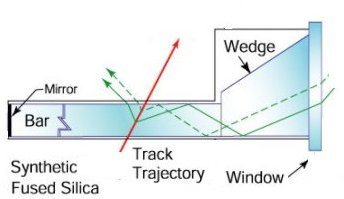 Wedge
Mirror
Bar
Track
Trajectory
Synthetic
Fused Silica
Window